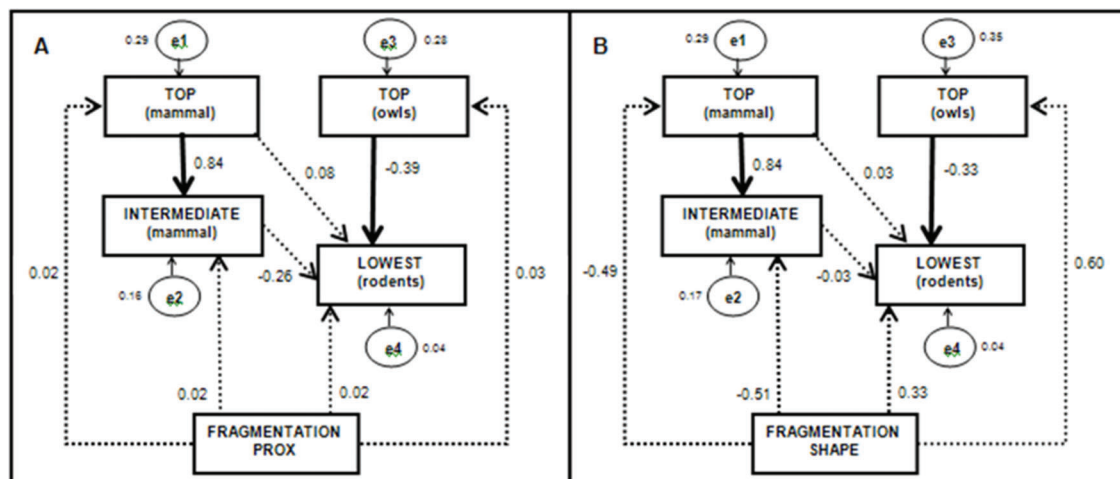 A
0.29 e1
e3 0.28
TOP
(mammal)
TOP
(owls)
0.84
0.08
-0.39
INTERMEDIATE
(mammal)
LOWEST
(rodents)
0.02
-0.26
0.03
0.16 e2
e4 0.04
0.02
0.02
FRAGMENTATION
PROX
B
0.29 e1
e3 0.35
TOP
(mammal)
TOP
(owls)
0.84
0.03
-0.33
INTERMEDIATE
(mammal)
LOWEST
(rodents)
-0.49
-0.03
0.60
0.17 e2
e4 0.04
-0.51
0.33
FRAGMENTATION
SHAPE